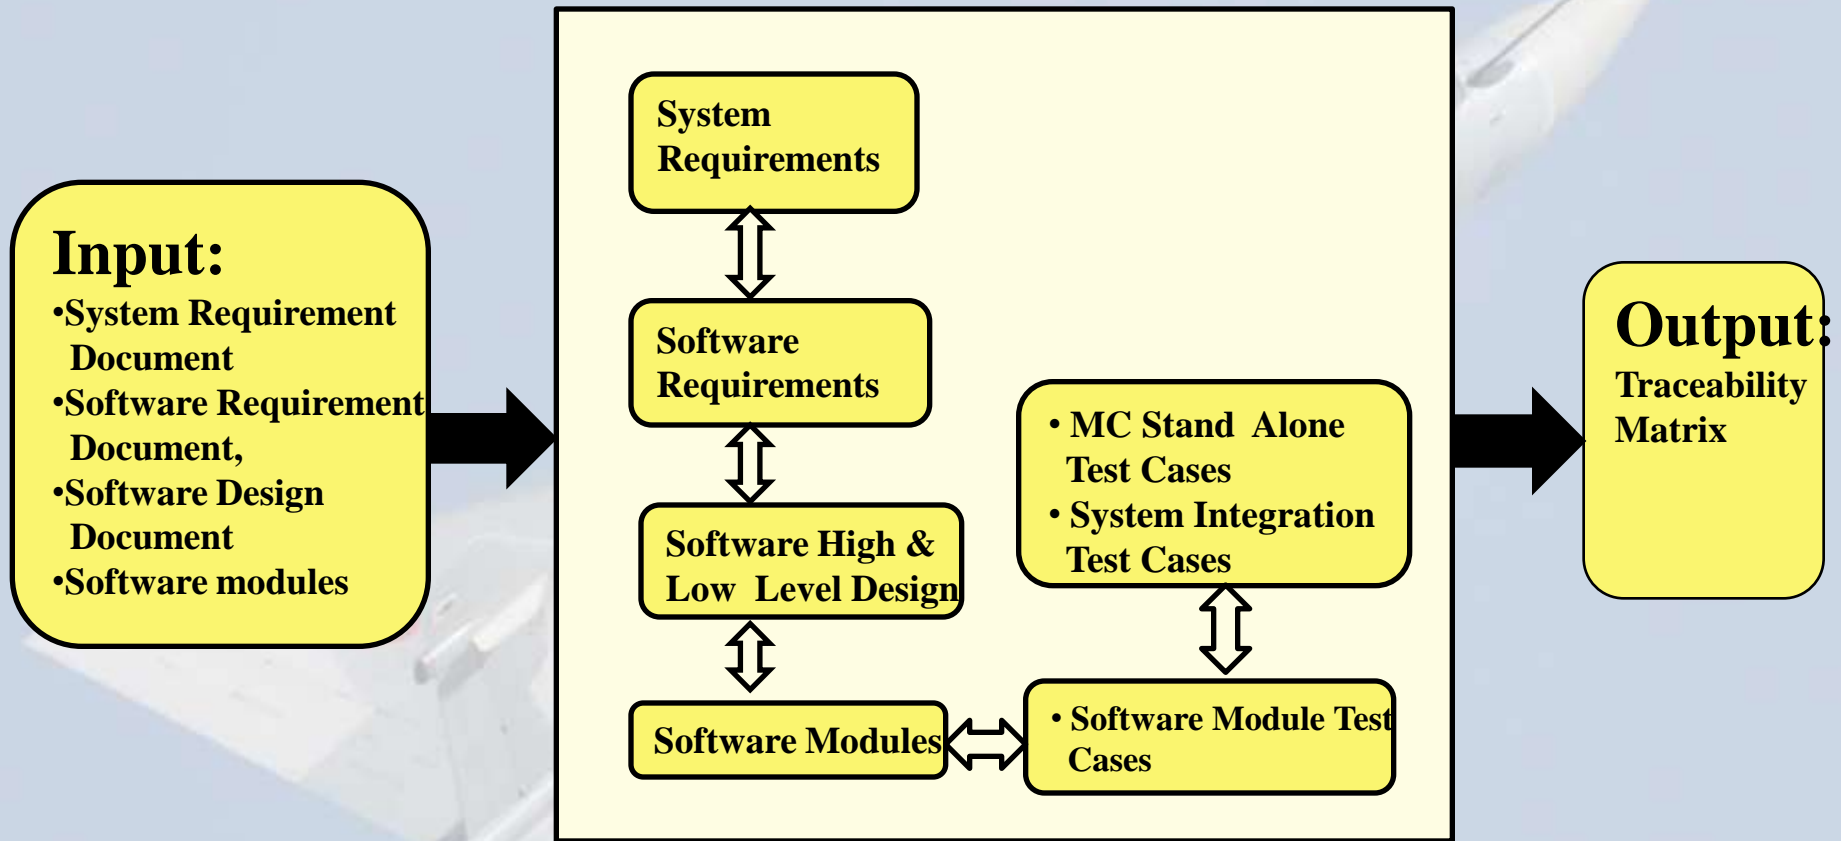 Input:
•System Requirement
Document
•Software Requirement
Document,
•Software Design
Document
•Software modules
System
Requirements
Software
Requirements
Software High &
Low Level Design
Software Modules
• MC Stand Alone
Test Cases
• System Integration
Test Cases
• Software Module Test
Cases
Output:
Traceability
Matrix